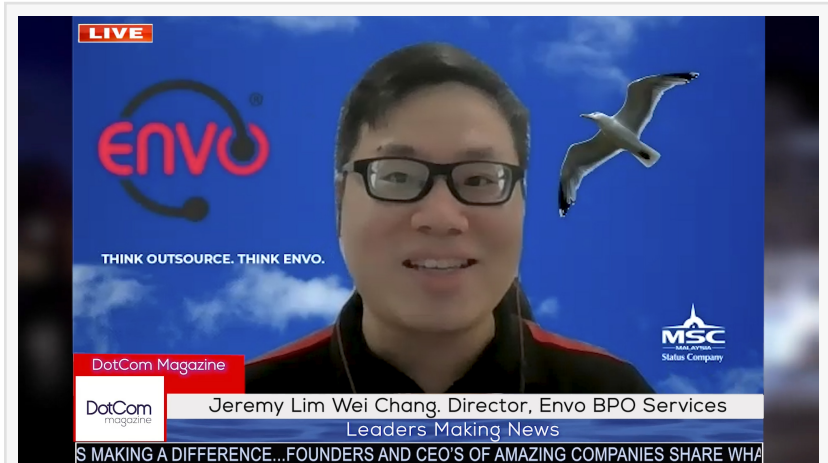 LIVE
ENVO®
THINK OUTSOURCE. THINK ENVO.
MSC
MALAYSIA
Status Company
DotCom Magazine
DotCom
magazine
Jeremy Lim Wei Chang. Director, Envo BPO Services
Leaders Making News
S MAKING A DIFFERENCE...FOUNDERS AND CEO'S OF AMAZING COMPANIES SHARE WHA